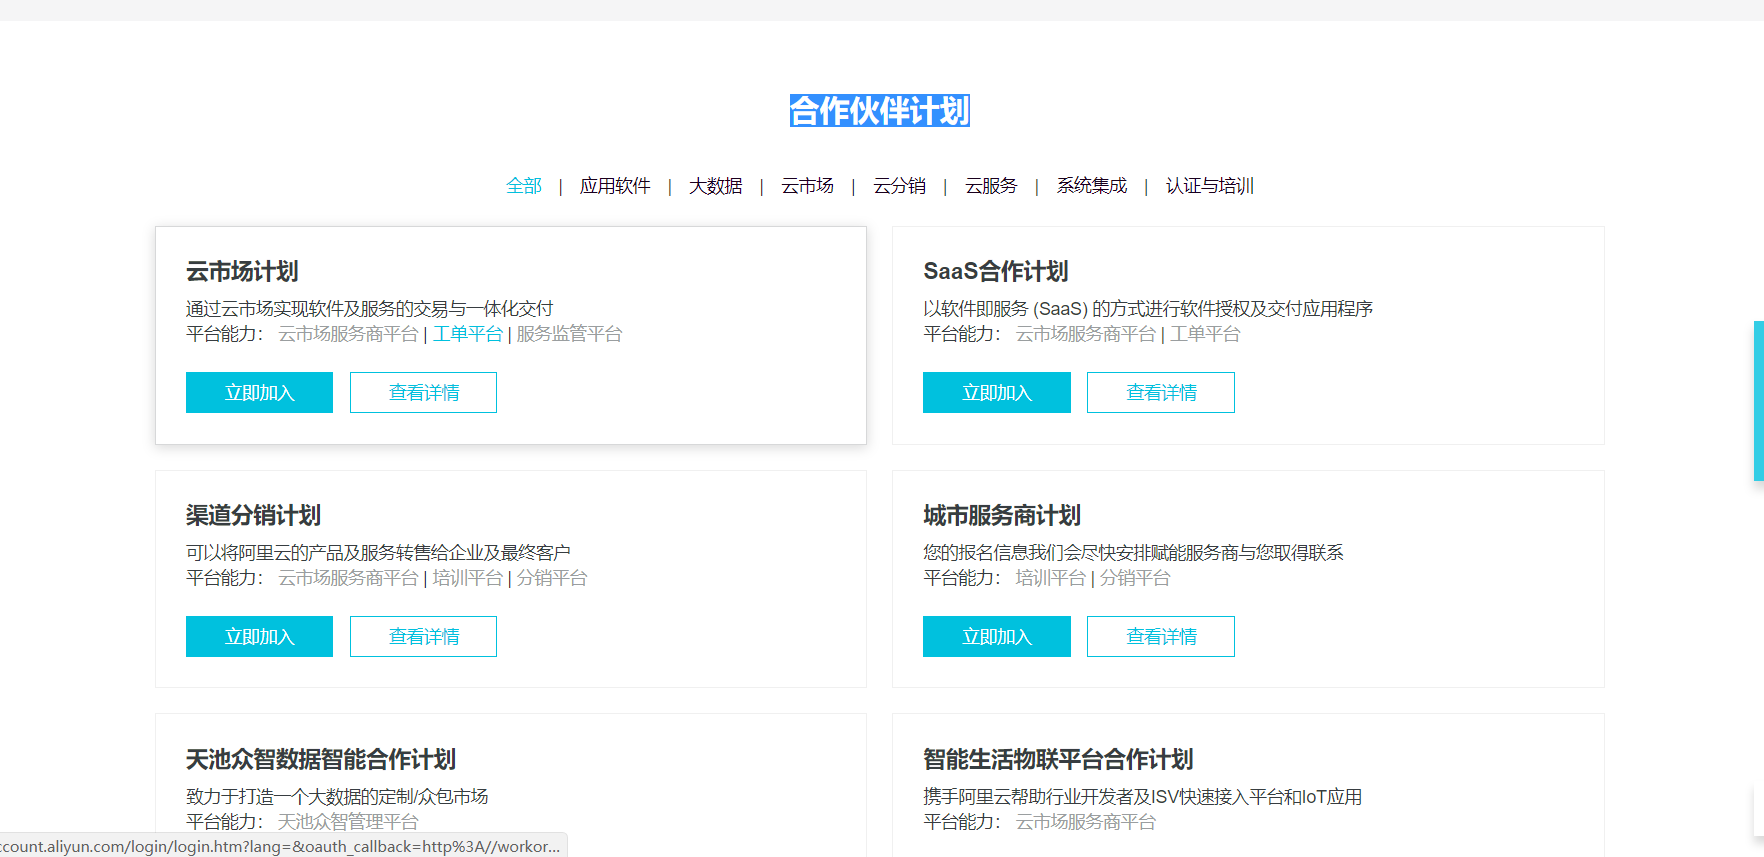 合作伙伴计划
全部 | 应用软件 | 大数据 | 云市场 | 云分销 | 云服务 | 系统集成 | 认证与培训
云市场计划
通过云市场实现软件及服务的交易与一体化交付
平台能力： 云市场服务商平台 | 工单平台 | 服务监管平台
立即加入 查看详情
SaaS合作计划
以软件即服务 (SaaS) 的方式进行软件授权及交付应用程序
平台能力： 云市场服务商平台 | 工单平台
立即加入 查看详情
渠道分销计划
可以将阿里云的产品及服务转售给企业及最终客户
平台能力： 云市场服务商平台 | 培训平台 | 分销平台
立即加入 查看详情
城市服务商计划
您的报名信息我们会尽快安排赋能服务商与您取得联系
平台能力： 培训平台 | 分销平台
立即加入 查看详情
天池众智数据智能合作计划
致力于打造一个大数据的定制/众包市场
平台能力： 天池众智管理平台
智能生活物联平台合作计划
携手阿里云帮助行业开发者及ISV快速接入平台和IoT应用
平台能力： 云市场服务商平台
ccount.aliyun.com/login/login.htm?lang=&oauth_callback=http%3A//workor...